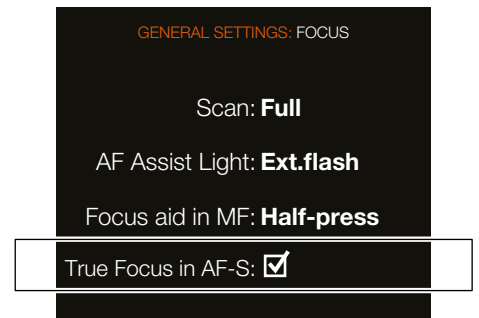 GENERAL SETTINGS: FOCUS
Scan: Full
AF Assist Light: Ext.flash
Focus aid in MF: Half-press
True Focus in AF-S: ☑